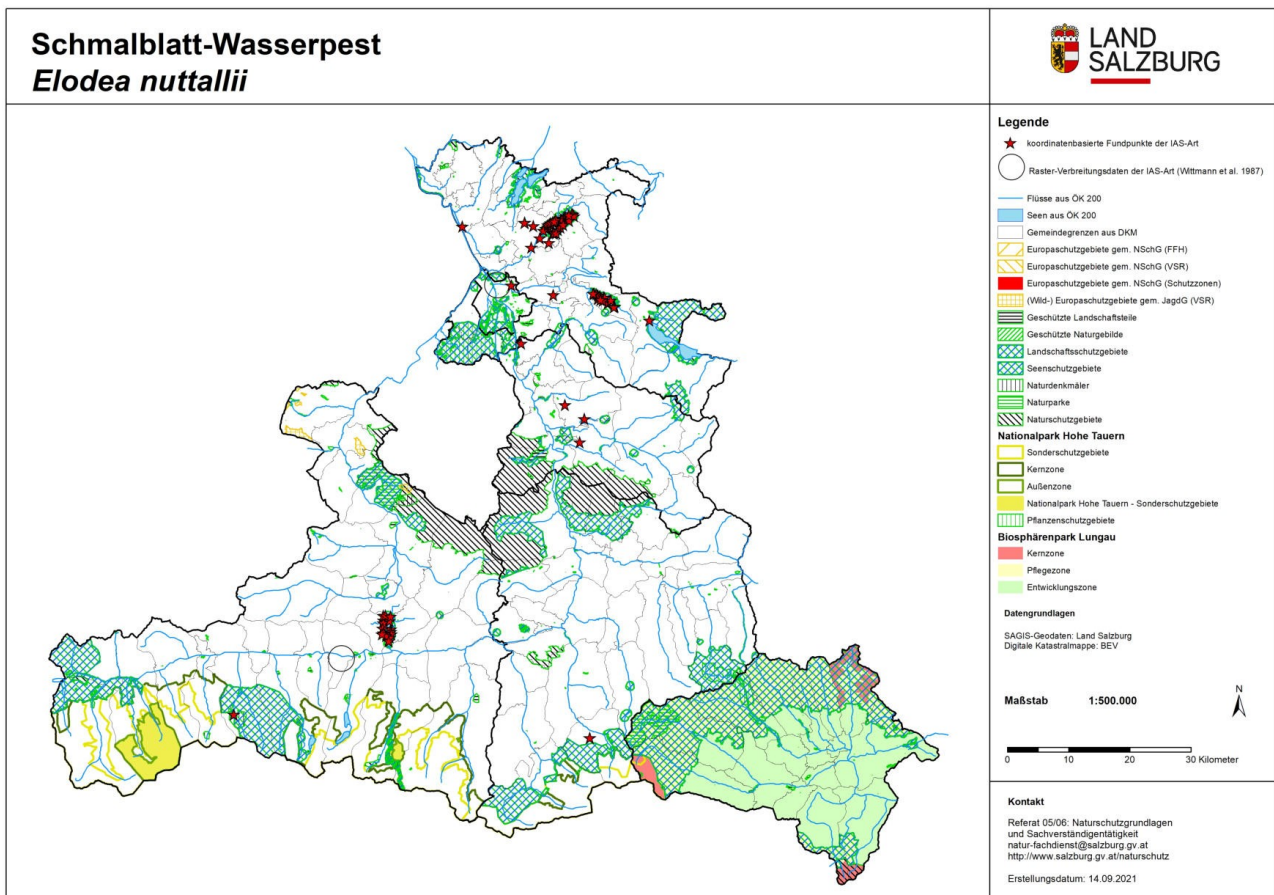 Schmalblatt-Wasserpest
Elodea nuttallii
LAND
SALZBURG
Legende
koordinatenbasierte Fundpunkte der IAS-Art
Raster-Verbreitungsdaten der IAS-Art (Wittmann et al. 1987)
Flüsse aus ÖK 200
Seen aus ÖK 200
Gemeindegrenzen aus DKM
Europaschutzgebiete gem. NSchG (FFH)
Europaschutzgebiete gem. NSchG (VSR)
Europaschutzgebiete gem. NSchG (Schutzzonen)
(Wild-) Europaschutzgebiete gem. JagdG (VSR)
Geschützte Landschaftsteile
Geschützte Naturgebilde
Landschaftsschutzgebiete
Seenschutzgebiete
Naturdenkmäler
Naturparke
Naturschutzgebiete
Nationalpark Hohe Tauern
Sonderschutzgebiete
Kernzone
Außenzone
Nationalpark Hohe Tauern - Sonderschutzgebiete
Pflanzenschutzgebiete
Biosphärenpark Lungau
Kernzone
Pflegezone
Entwicklungszone
Datengrundlagen
SAGIS-Geodaten: Land Salzburg
Digitale Katastralmappe: BEV
Maßstab 1:500.000
N
0 10 20 30 Kilometer
Kontakt
Referat 05/06: Naturschutzgrundlagen
und Sachverständigentätigkeit
natur-fachdienst@salzburg.gv.at
http://www.salzburg.gv.at/naturschutz
Erstellungsdatum: 14.09.2021